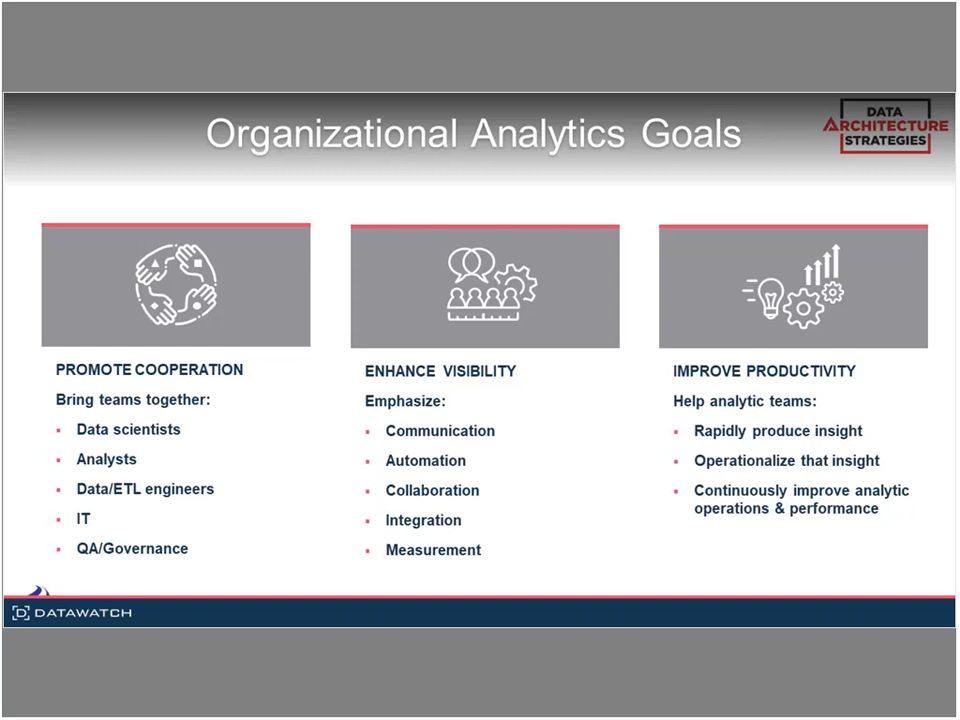 Organizational Analytics Goals
DATA
ARCHITECTURE
STRATEGIES
PROMOTE COOPERATION
Bring teams together:
Data scientists
Analysts
Data/ETL engineers
IT
QA/Governance
ENHANCE VISIBILITY
Emphasize:
Communication
Automation
Collaboration
Integration
Measurement
IMPROVE PRODUCTIVITY
Help analytic teams:
Rapidly produce insight
Operationalize that insight
Continuously improve analytic
operations & performance
[D] DATAWATCH